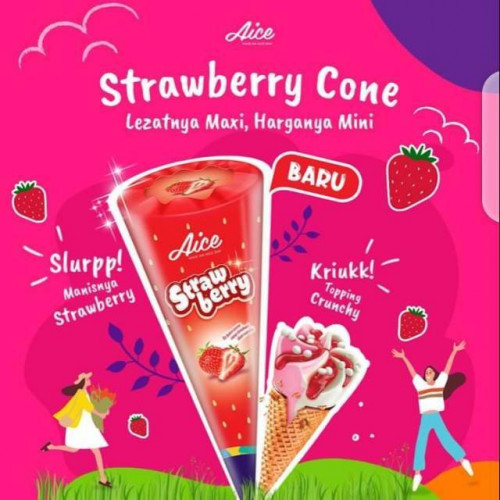 Aice
Strawberry Cone
Lezatnya Maxi, Harganya Mini
BARU
Aice
Straw
berry
Slurpp!
Manisnya
Strawberry
Kriukk!
Topping
Crunchy